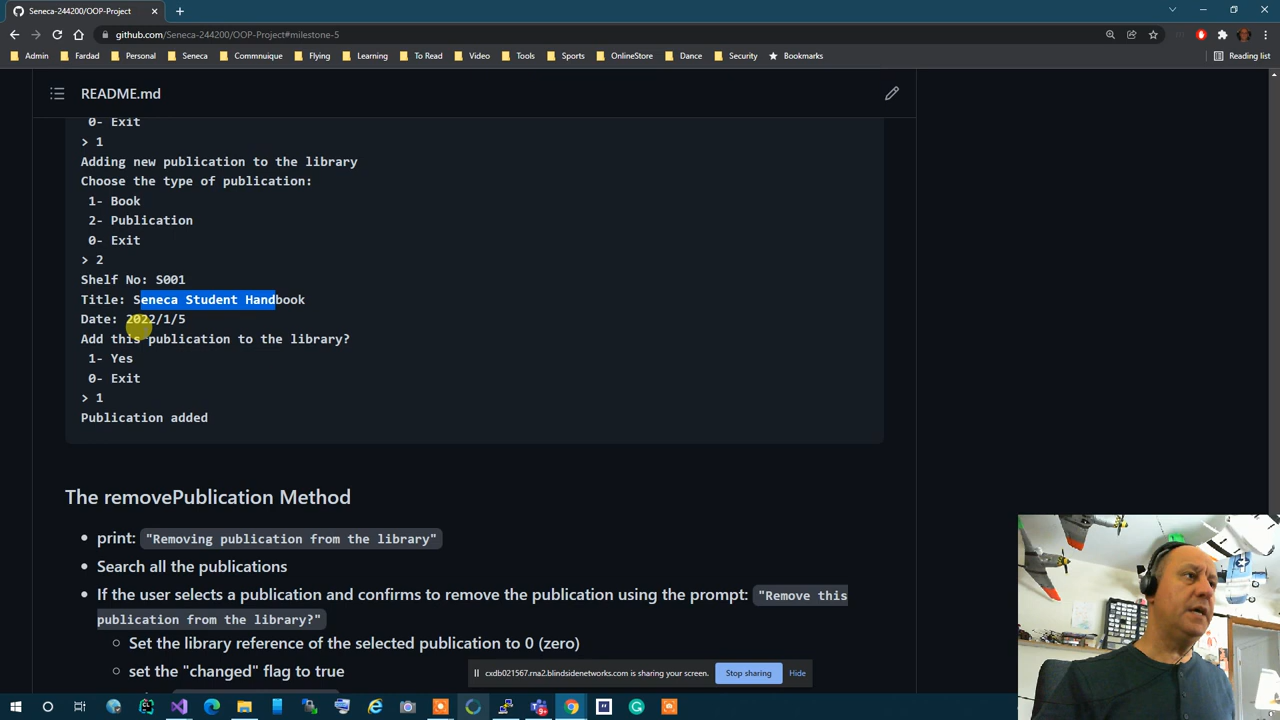 Seneca-244200/OOP-Project
github.com/Seneca-244200/OOP-Project#milestone-5
Admin Fardad Personal Seneca Commnuique Flying Learning To Read Video Tools Sports OnlineStore Dance Security Bookmarks Reading list
README.md
0- Exit
> 1
Adding new publication to the library
Choose the type of publication:
1- Book
2- Publication
0- Exit
> 2
Shelf No: S001
Title: Seneca Student Handbook
Date: 2022/1/5
Add this publication to the library?
1- Yes
0- Exit
> 1
Publication added
The removePublication Method
print: "Removing publication from the library"
Search all the publications
If the user selects a publication and confirms to remove the publication using the prompt: "Remove this
publication from the library?"
Set the library reference of the selected publication to 0 (zero)
set the "changed" flag to true
cxdb021567.rna2.blindsidenetworks.com is sharing your screen. Stop sharing Hide